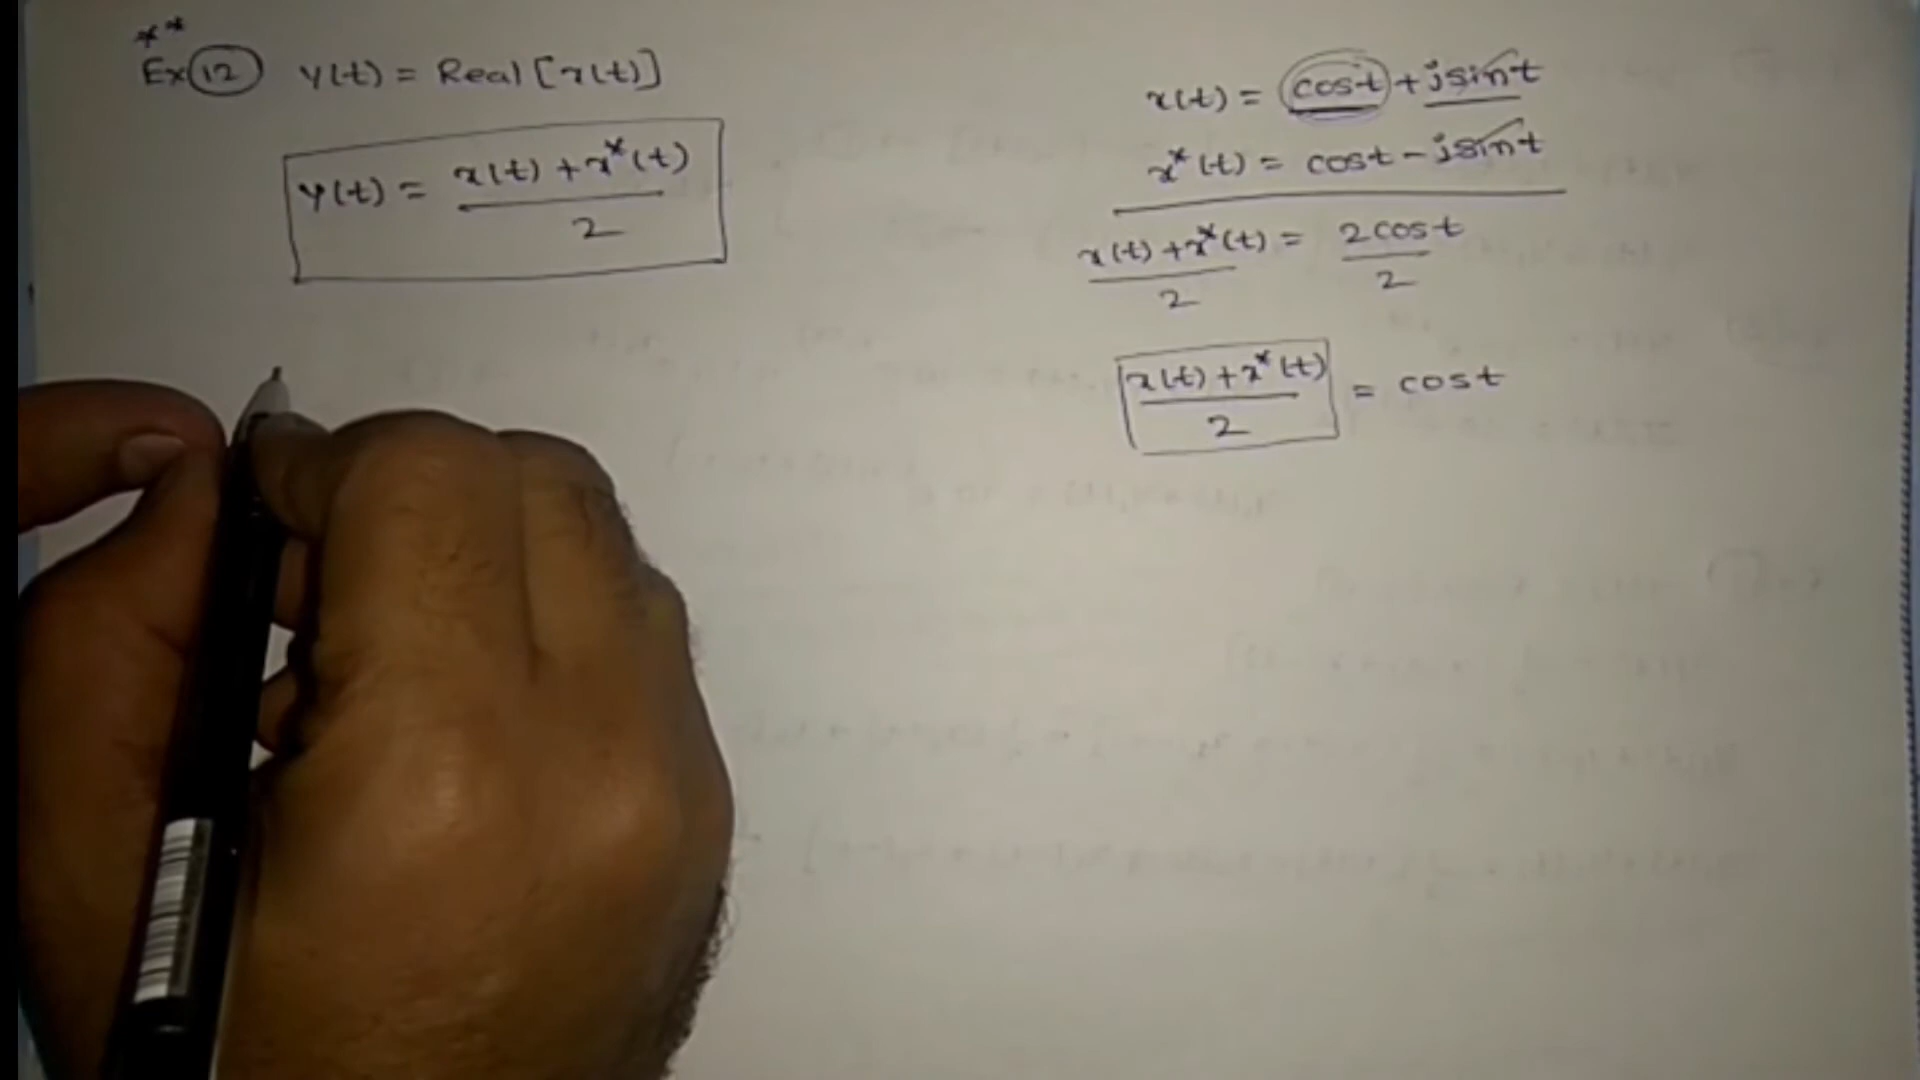 **
Ex 12 y(t) = Real [x(t)]
y(t) = x(t) + x*(t) / 2
x(t) = cost + jsint
x*(t) = cost - jsint
x(t) + x*(t) / 2 = 2cost / 2
x(t) + x*(t) / 2 = cost